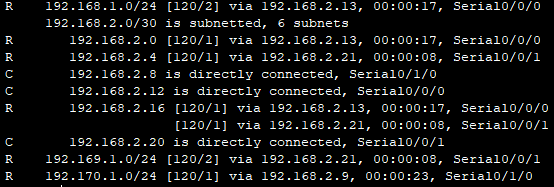 R    192.168.1.0/24 [120/2] via 192.168.2.13, 00:00:17, Serial0/0/0
     192.168.2.0/30 is subnetted, 6 subnets
R       192.168.2.0 [120/1] via 192.168.2.13, 00:00:17, Serial0/0/0
R       192.168.2.4 [120/1] via 192.168.2.21, 00:00:08, Serial0/0/1
C       192.168.2.8 is directly connected, Serial0/1/0
C       192.168.2.12 is directly connected, Serial0/0/0
R       192.168.2.16 [120/1] via 192.168.2.13, 00:00:17, Serial0/0/0
                     [120/1] via 192.168.2.21, 00:00:08, Serial0/0/1
C       192.168.2.20 is directly connected, Serial0/0/1
R    192.169.1.0/24 [120/2] via 192.168.2.21, 00:00:08, Serial0/0/1
R    192.170.1.0/24 [120/1] via 192.168.2.9, 00:00:23, Serial0/1/0